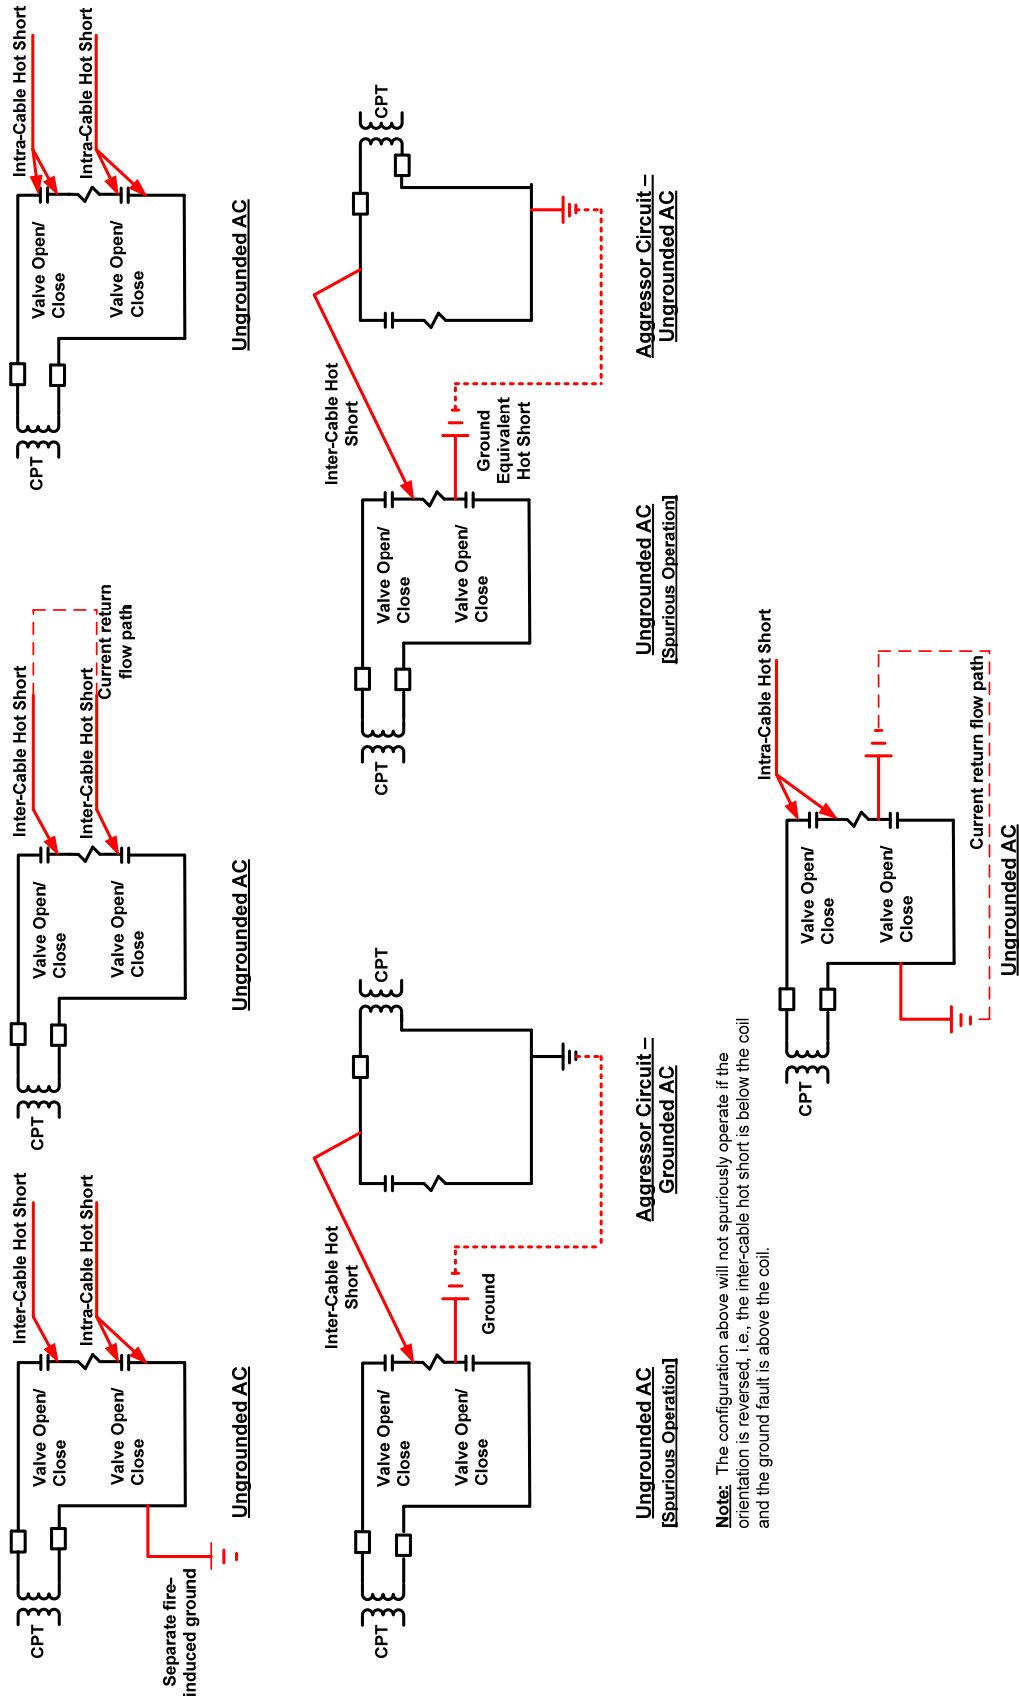 Inter-Cable Hot Short
Valve Open/
Close
CPT
Intra-Cable Hot Short
Valve Open/
Close
Separate fire-
induced ground
Ungrounded AC
Inter-Cable Hot Short
Valve Open/
Close
CPT
Inter-Cable Hot Short
Valve Open/
Close
Current return
flow path
Ungrounded AC
Intra-Cable Hot Short
Valve Open/
Close
CPT
Intra-Cable Hot Short
Valve Open/
Close
Ungrounded AC
Inter-Cable Hot
Short
CPT
Valve Open/
Close
CPT
Valve Open/
Close
Ground
Ungrounded AC
[Spurious Operation]
Aggressor Circuit –
Grounded AC
Inter-Cable Hot
Short
CPT
Valve Open/
Close
CPT
Valve Open/
Close
Ground
Equivalent
Hot Short
Ungrounded AC
[Spurious Operation]
Aggressor Circuit –
Ungrounded AC
Note: The configuration above will not spuriously operate if the
orientation is reversed, i.e., the inter-cable hot short is below the coil
and the ground fault is above the coil.
Intra-Cable Hot Short
Valve Open/
Close
CPT
Valve Open/
Close
Current return flow path
Ungrounded AC